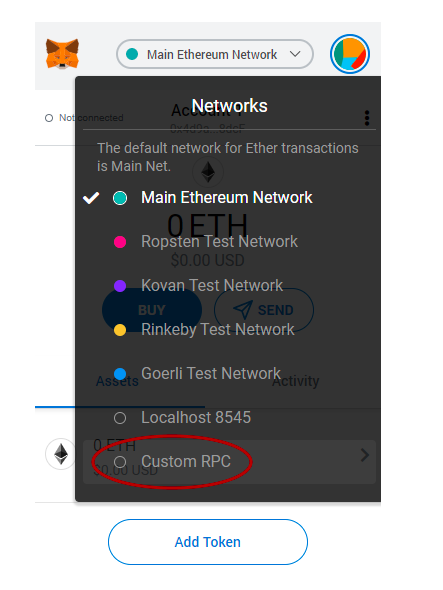 Main Ethereum Network
Not connected
Account 1
Networks
The default network for Ether transactions
is Main Net.
Main Ethereum Network
0 ETH
Ropsten Test Network
$0.00 USD
Kovan Test Network
BUY
SEND
Rinkeby Test Network
Goerli Test Network
Assets
Activity
Localhost 8545
0 ETH
Custom RPC
$0.00 USD
Add Token